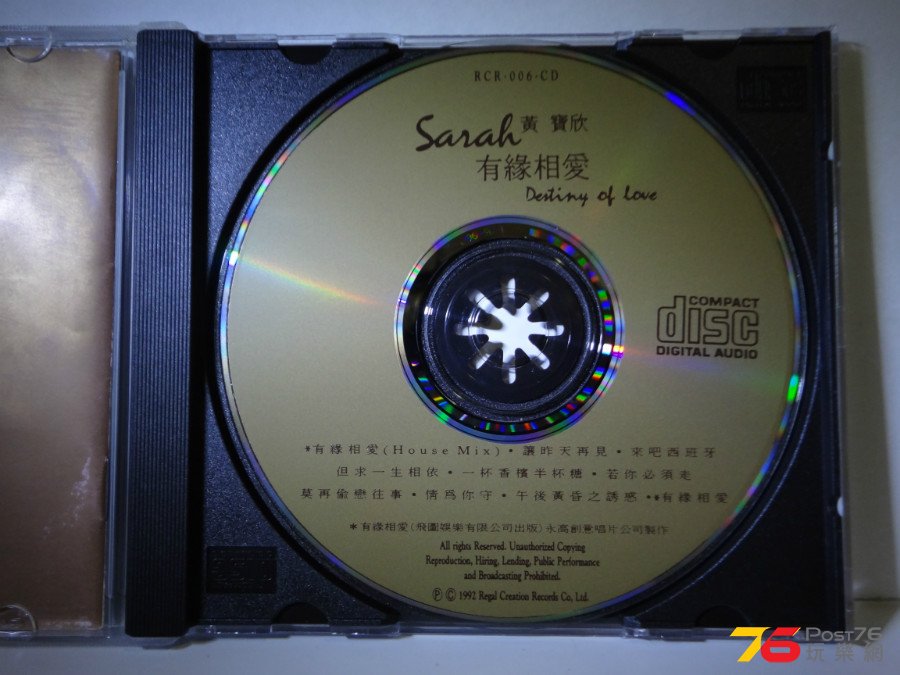 RCR-006-CD
Sarah 黃寶欣
有緣相愛
Destiny of Love
COMPACT
disc
DIGITAL AUDIO
*有緣相愛(House Mix)・讓昨天再見・來吧西班牙
但求一生相依・一杯香檳半杯穗・若你必須走
莫再偷戀往事・情爲你守・午後黃昏之誘惑・*有緣相愛
*有緣相愛(飛圖娛樂有限公司出版)永高創意唱片公司製作
All rights Reserved. Unauthorized Copying
Reproduction, Hiring, Lending, Public Performance
and Broadcasting Prohibited.
Ⓟ Ⓒ 1992 Regal Creation Records Co, Ltd.
76 Post76
玩樂網